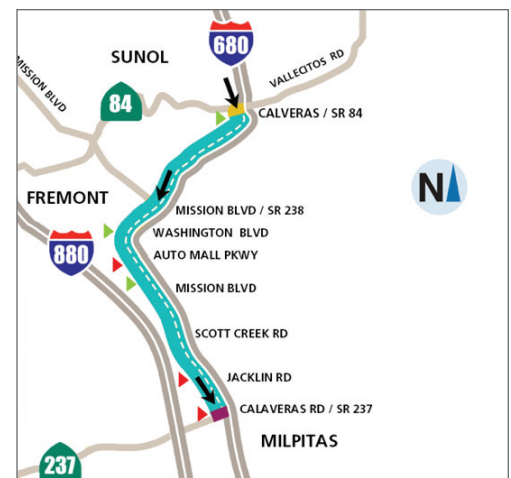 680
SUNOL
VALLECITOS RD
MISSION BLVD
84
CALVERAS / SR 84
FREMONT
N
MISSION BLVD / SR 238
WASHINGTON BLVD
880
AUTO MALL PKWY
MISSION BLVD
SCOTT CREEK RD
JACKLIN RD
CALAVERAS RD / SR 237
MILPITAS
237